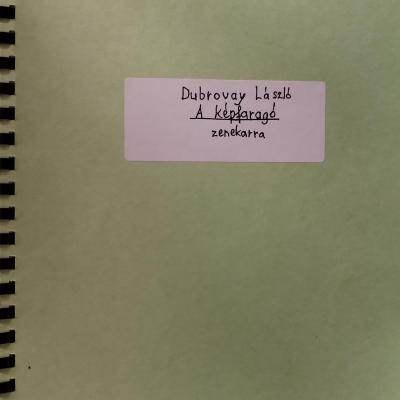 Dubrovay László
A képfaragó
zenekarra